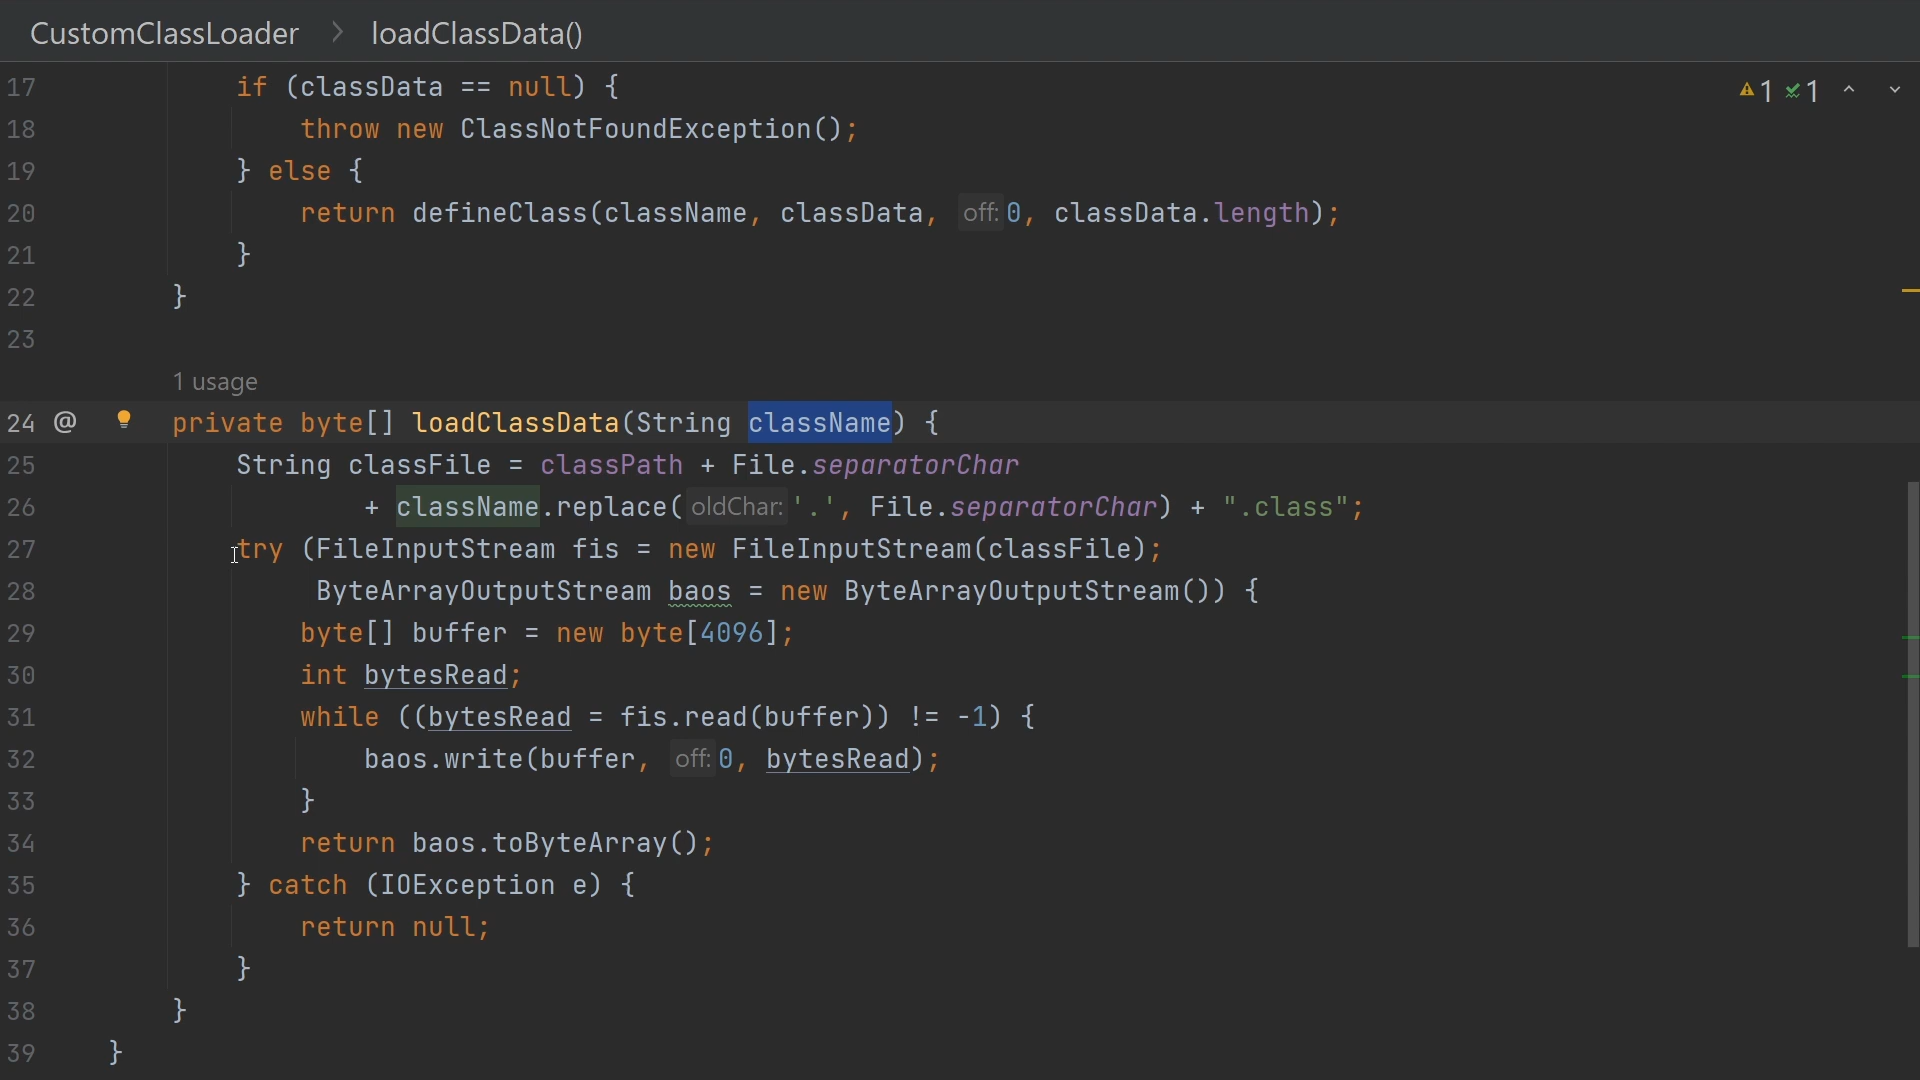 CustomClassLoader > loadClassData()
17 if (classData == null) { 1 1
18 throw new ClassNotFoundException();
19 } else {
20 return defineClass(className, classData, off: 0, classData.length);
21 }
22 }
23
1 usage
24 @ private byte[] loadClassData(String className) {
25 String classFile = classPath + File.separatorChar
26 + className.replace( oldChar: '.', File.separatorChar) + ".class";
27 try (FileInputStream fis = new FileInputStream(classFile);
28 ByteArrayOutputStream baos = new ByteArrayOutputStream()) {
29 byte[] buffer = new byte[4096];
30 int bytesRead;
31 while ((bytesRead = fis.read(buffer)) != -1) {
32 baos.write(buffer, off: 0, bytesRead);
33 }
34 return baos.toByteArray();
35 } catch (IOException e) {
36 return null;
37 }
38 }
39 }